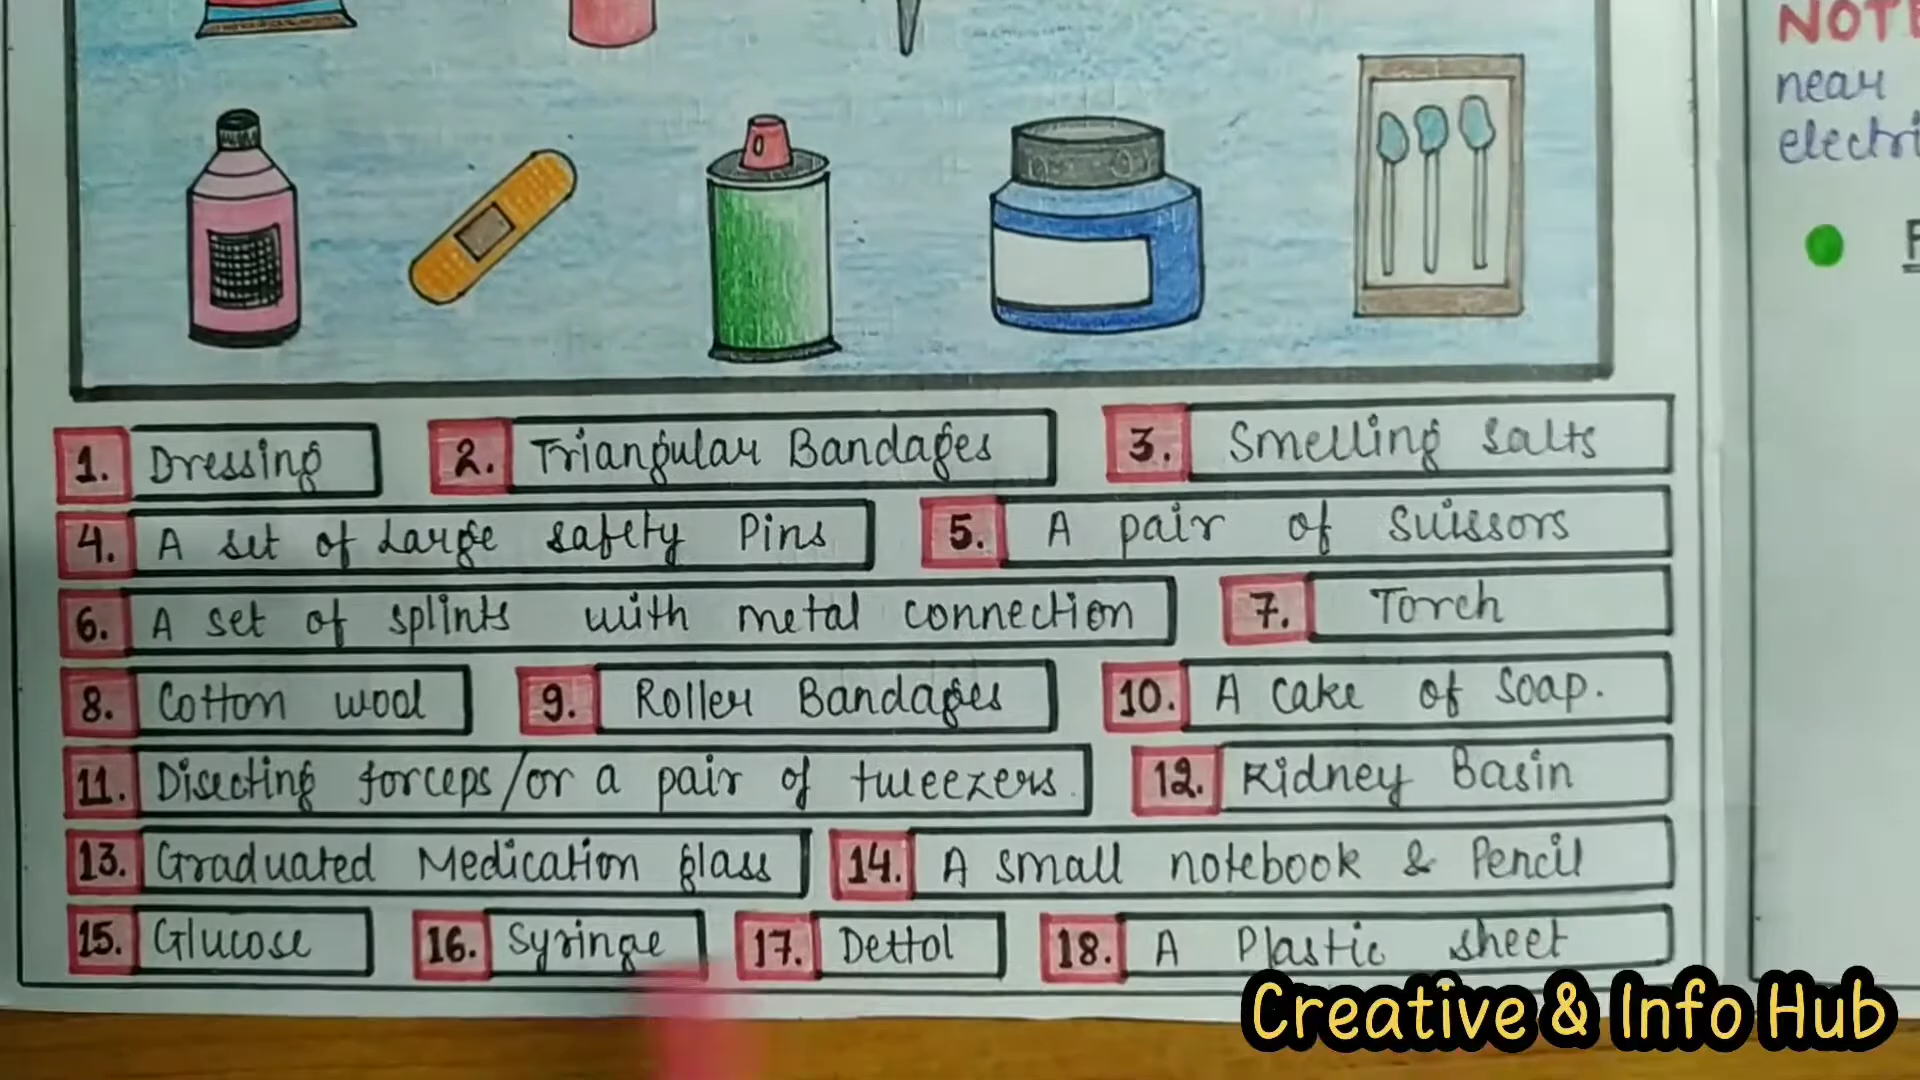 NOTE
near
electri
1. Dressing 2. Triangular Bandages 3. Smelling salts
4. A set of Large safety Pins 5. A pair of suissors
6. A set of splints with metal connection 7. Torch
8. Cotton wool 9. Roller Bandages 10. A cake of soap.
11. Disecting forceps/or a pair of tweezers. 12. Kidney Basin
13. Graduated Medication glass 14. A small notebook & Pencil
15. Glucose 16. Syringe 17. Dettol 18. A Plastic sheet
Creative & Info Hub